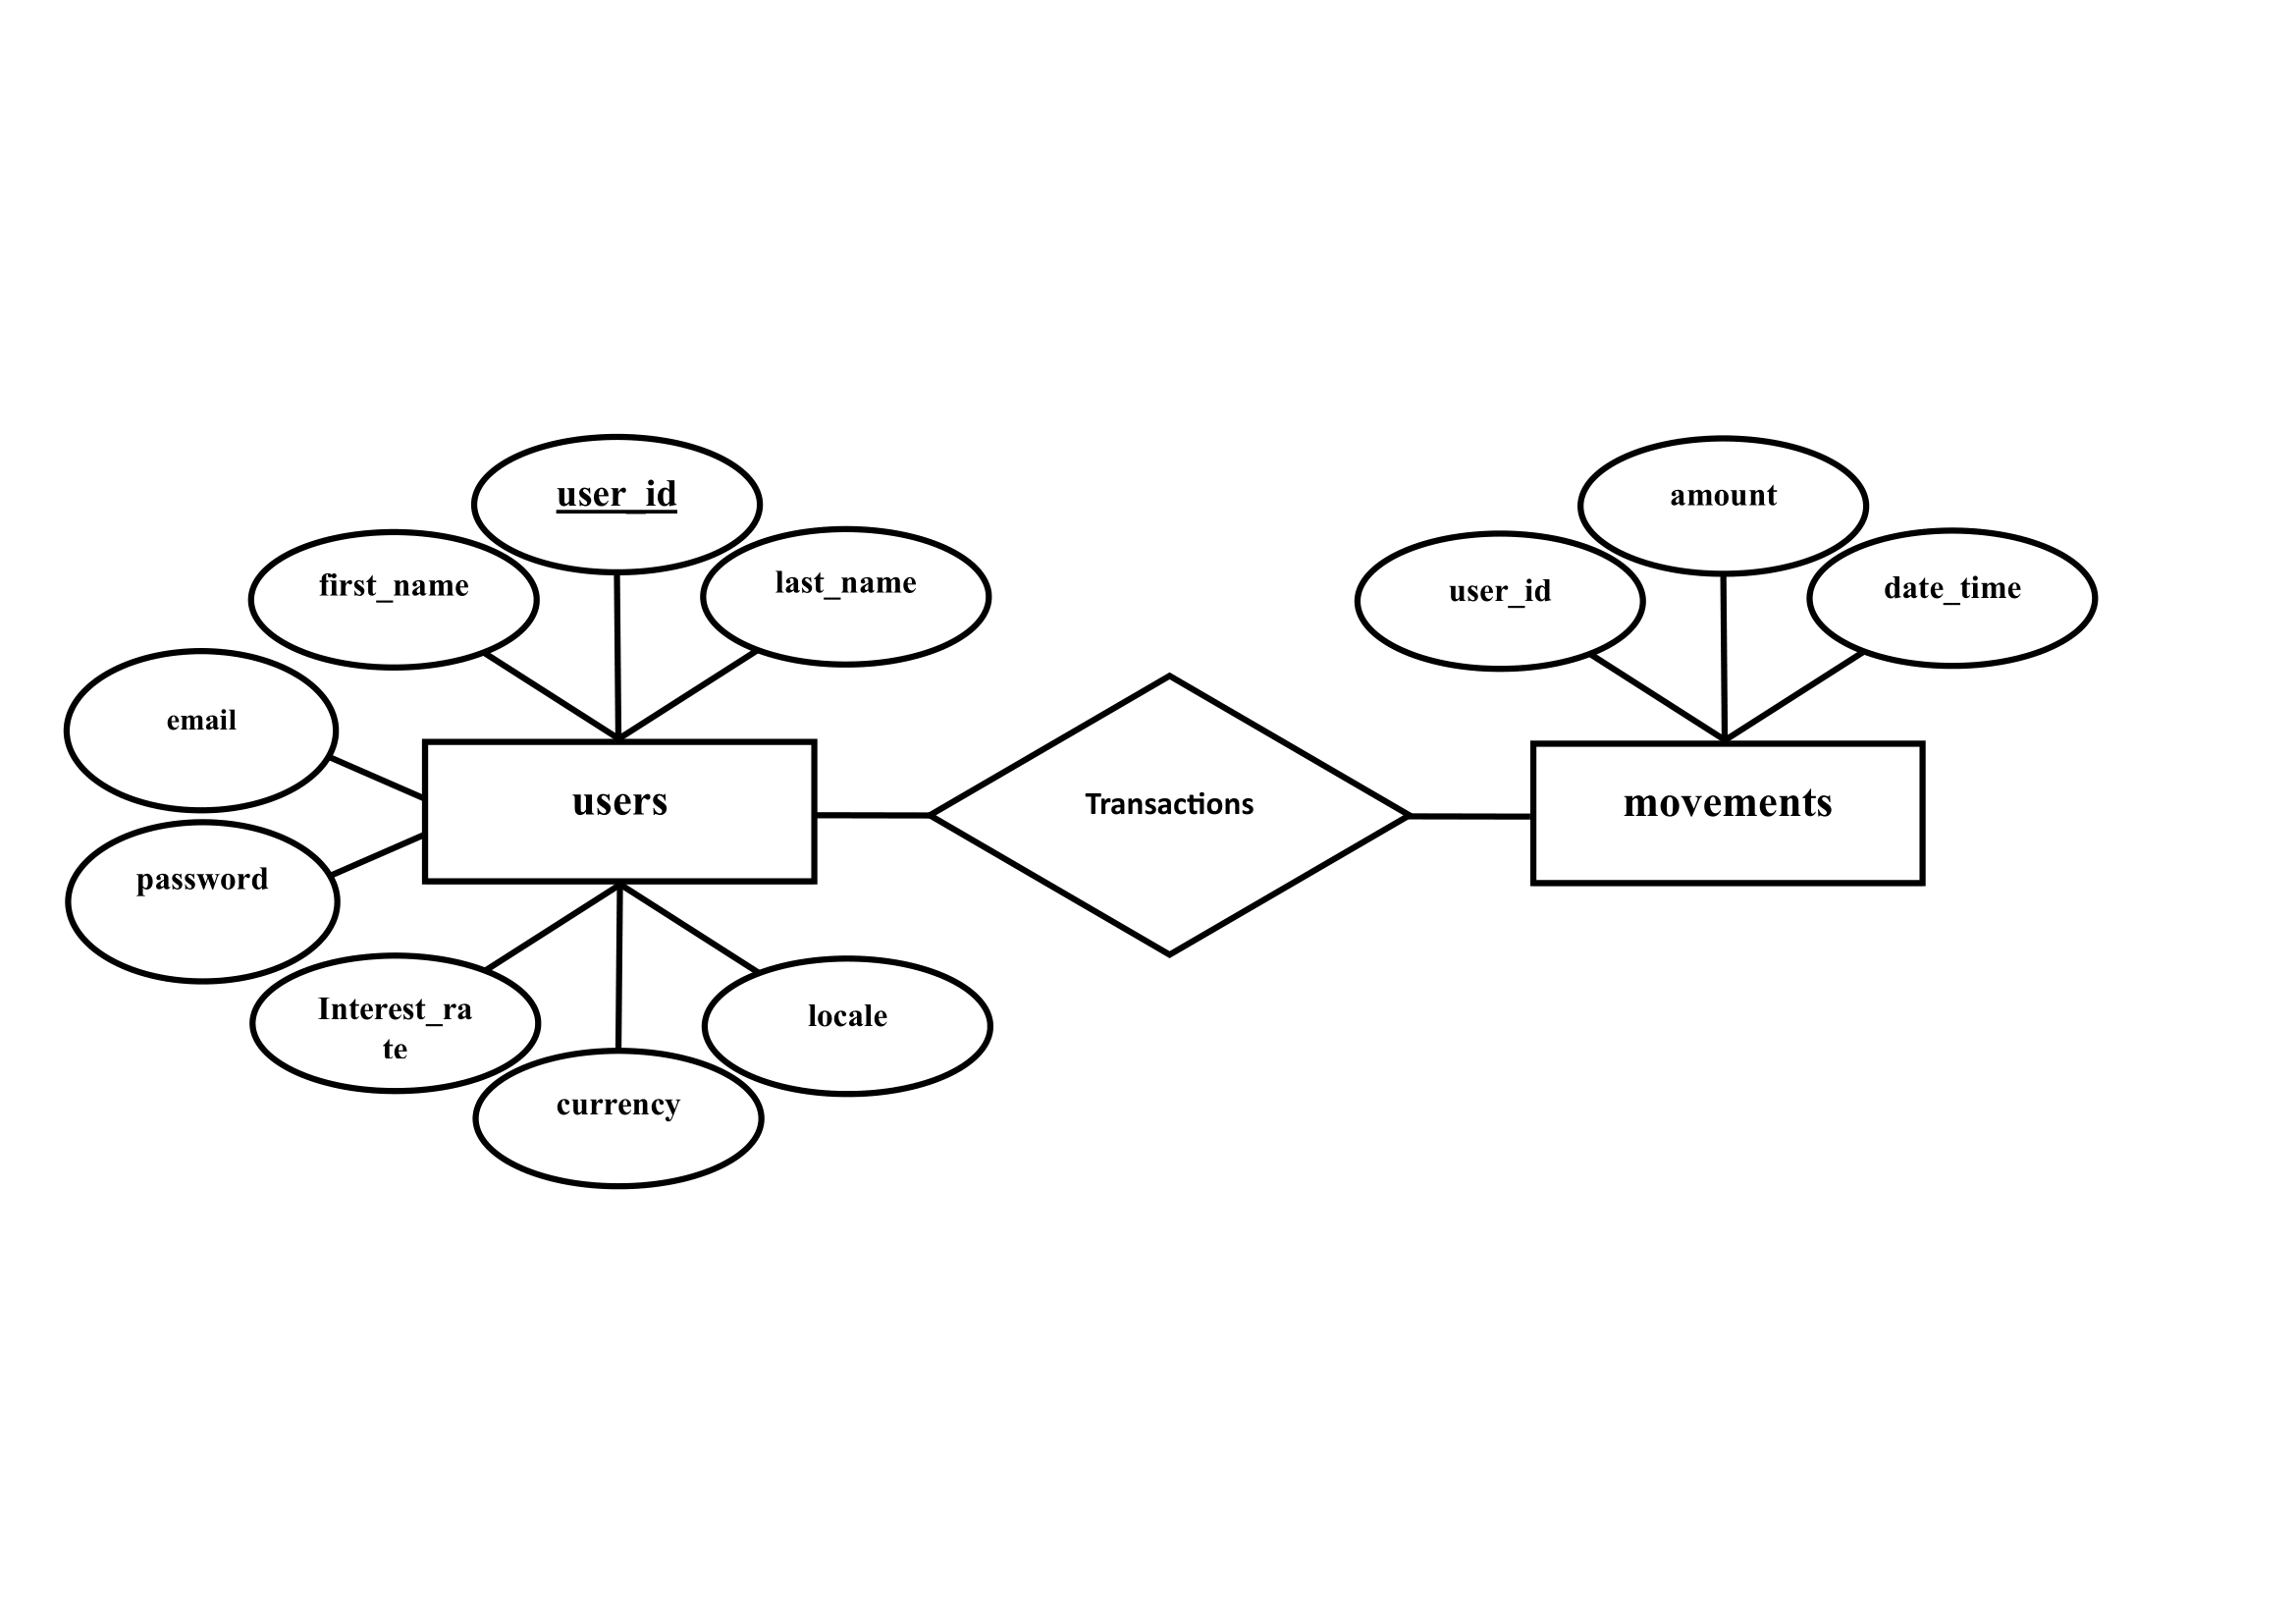 user_id
first_name
last_name
email
password
users
Interest_ra
te
currency
locale
Transactions
amount
user_id
date_time
movements